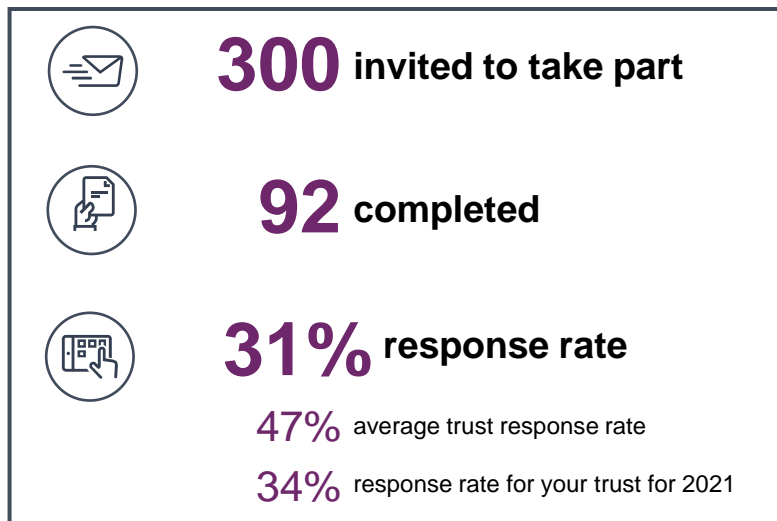 300 invited to take part
92 completed
31% response rate
47% average trust response rate
34% response rate for your trust for 2021